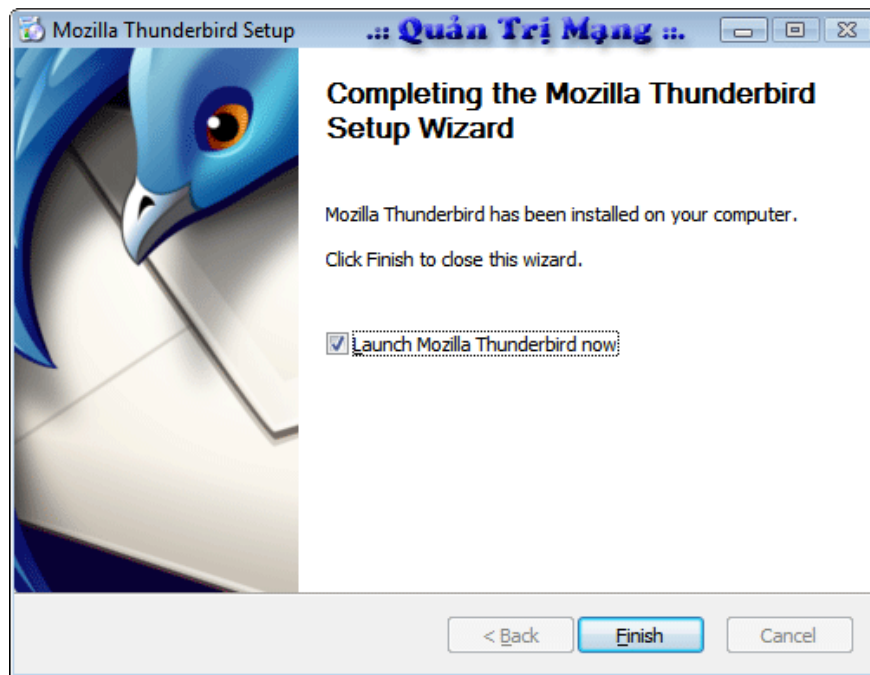 Mozilla Thunderbird Setup
.:: Quản Trị Mạng ::.
Completing the Mozilla Thunderbird
Setup Wizard
Mozilla Thunderbird has been installed on your computer.
Click Finish to close this wizard.
Launch Mozilla Thunderbird now
< Back
Finish
Cancel